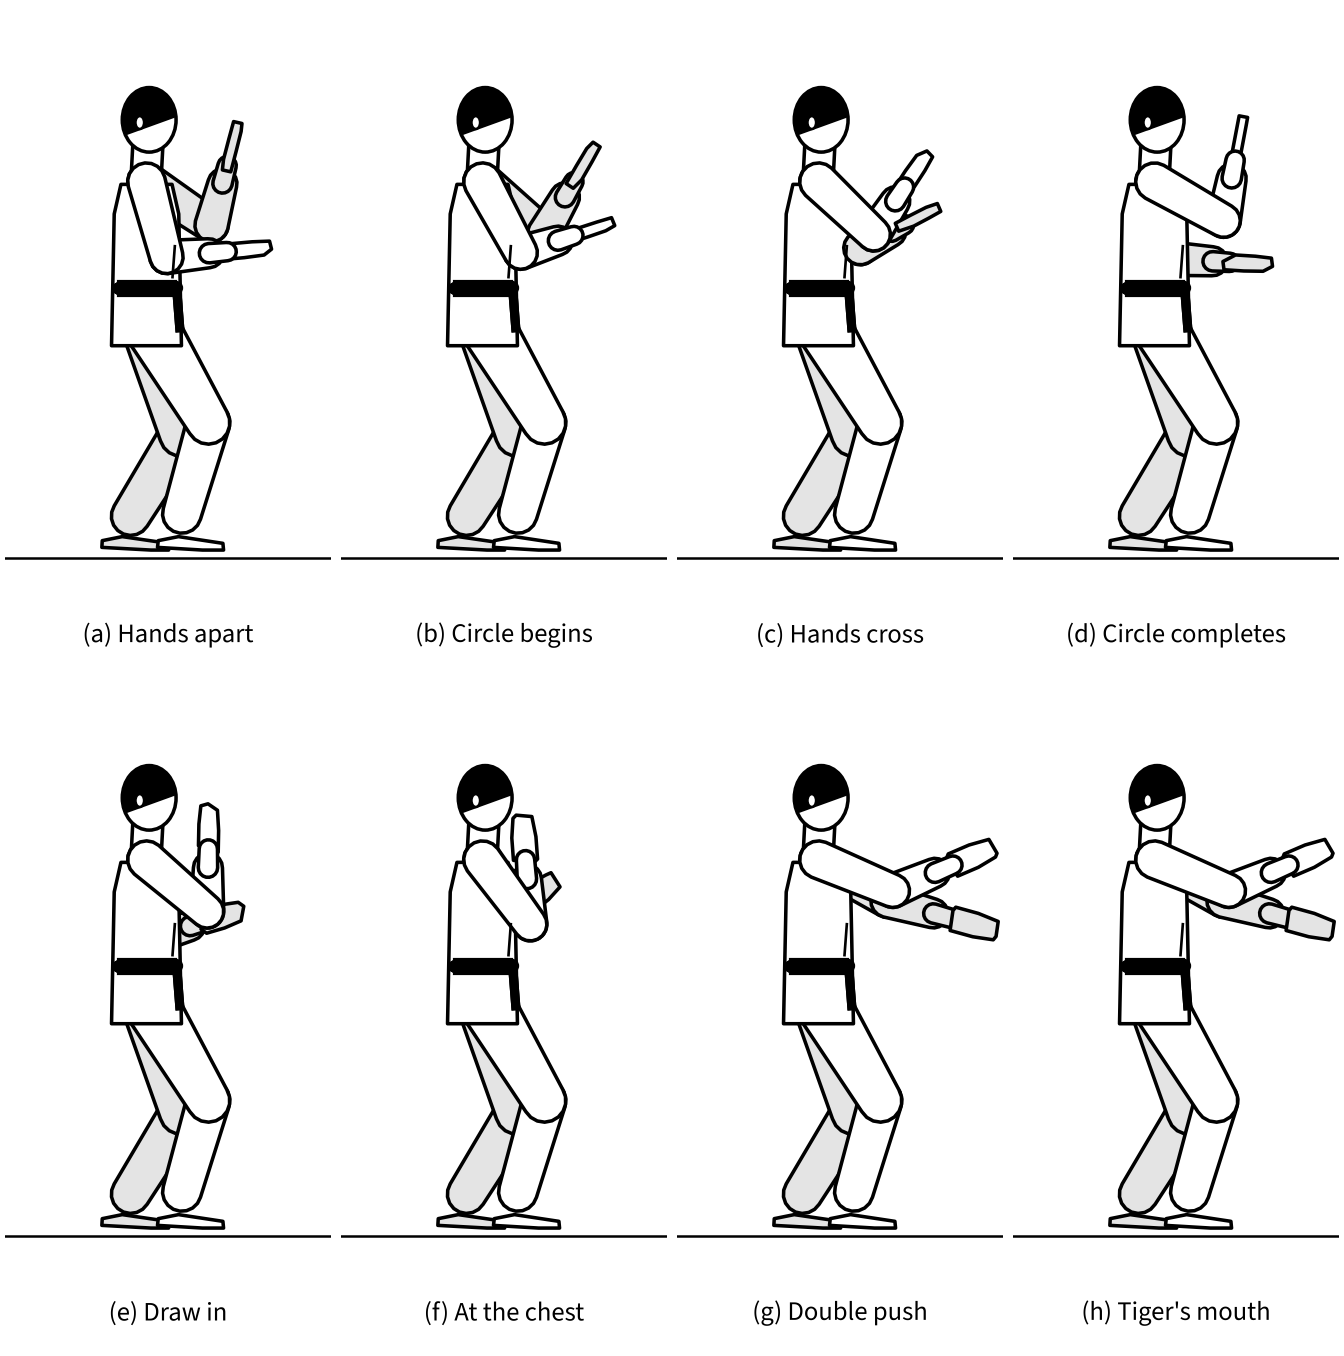 (a) Hands apart
(b) Circle begins
(c) Hands cross
(d) Circle completes
(e) Draw in
(f) At the chest
(g) Double push
(h) Tiger's mouth